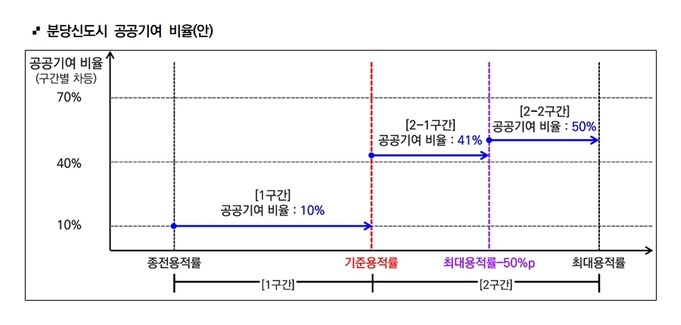 분당신도시 공공기여 비율(안)
공공기여 비율
(구간별 차등)
70%
[2-1구간]
공공기여 비율 : 41%
[2-2구간]
공공기여 비율 : 50%
40%
[1구간]
공공기여 비율 : 10%
10%
종전용적률
기준용적률
최대용적률-50%p
최대용적률
[1구간]
[2구간]